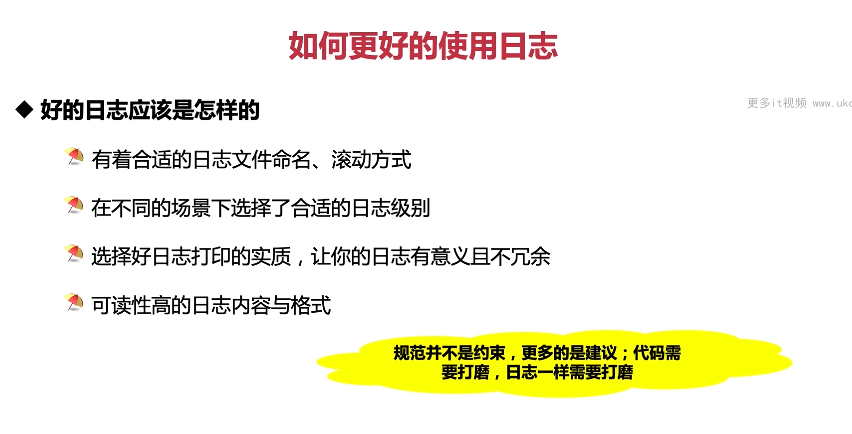 如何更好的使用日志
好的日志应该是怎样的
更多it视频 www.ukc
有着合适的日志文件命名、滚动方式
在不同的场景下选择了合适的日志级别
选择好日志打印的实质，让你的日志有意义且不冗余
可读性高的日志内容与格式
规范并不是约束，更多的是建议；代码需
要打磨，日志一样需要打磨